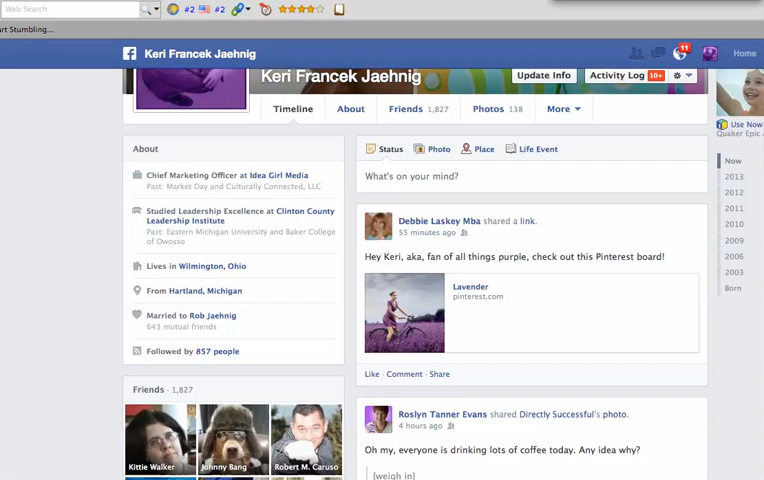 Web Search
#2
#2
art Stumbling...
Keri Francek Jaehnig
11
Home
Keri Francek Jaehnig
Update Info
Activity Log 10+
Timeline
About
Friends 1,827
Photos 138
More
Use Now
Quaker Epic
About
Chief Marketing Officer at Idea Girl Media
Past: Market Day and Culturally Connected, LLC
Studied Leadership Excellence at Clinton County
Leadership Institute
Past: Eastern Michigan University and Baker College
of Owosso
Lives in Wilmington, Ohio
From Hartland, Michigan
Married to Rob Jaehnig
643 mutual friends
Followed by 857 people
Friends · 1,827
Kittie Walker
Johnny Bang
Robert M. Caruso
Status
Photo
Place
Life Event
What's on your mind?
Debbie Laskey Mba shared a link.
55 minutes ago
Hey Keri, aka, fan of all things purple, check out this Pinterest board!
Lavender
pinterest.com
Like · Comment · Share
Roslyn Tanner Evans shared Directly Successful's photo.
4 hours ago
Oh my, everyone is drinking lots of coffee today. Any idea why?
{weigh in}
Now
2013
2012
2011
2010
2009
2006
2003
Born